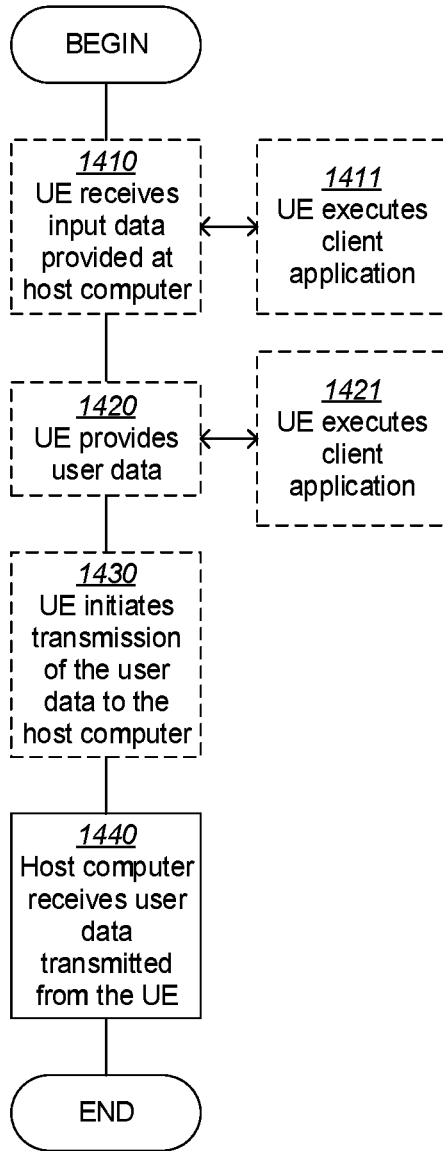 BEGIN
1410
UE receives
input data
provided at
host computer
1411
UE executes
client
application
1420
UE provides
user data
1421
UE executes
client
application
1430
UE initiates
transmission
of the user
data to the
host computer
1440
Host computer
receives user
data
transmitted
from the UE
END